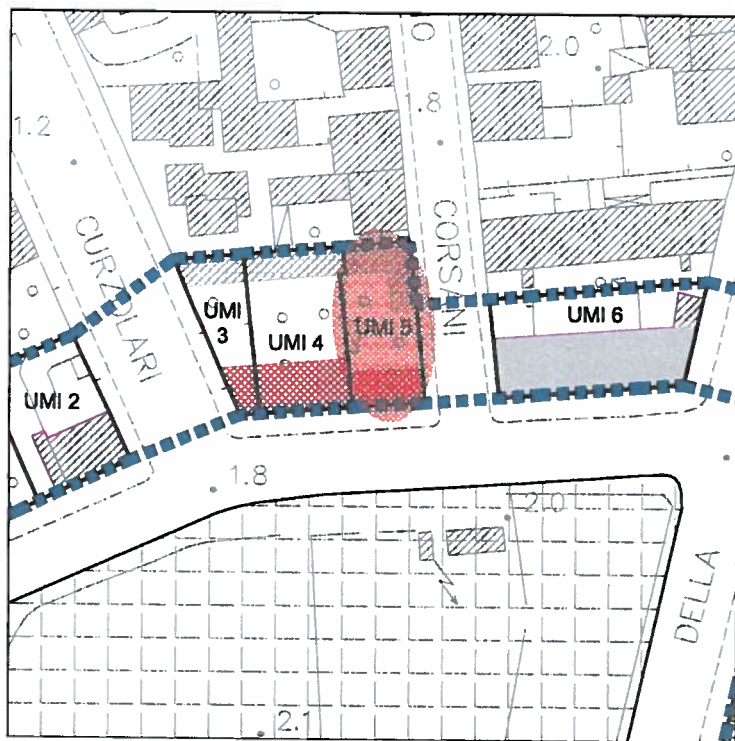 2.0
1.8
O
1.2
CURZOLARI
CORSANI
UMI
3
UMI 4
UMI 5
UMI 6
UMI 2
1.8
2.0
DELLA
2.1